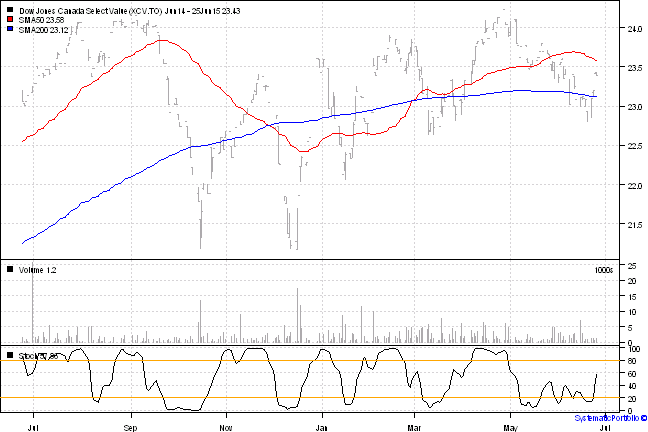 Dow Jones Canada Select Value (XCV.TO) Jun14 - 25Jun15 23.43
SMA50 23.58
SMA200 23.12
24.0
23.5
23.0
22.5
22.0
21.5
Volume 1.2
1000s
25
20
15
10
5
0
100
80
60
40
20
0
Jul
Sep
Nov
Jan
Mar
May
Jul
SystematicPortfolio ©